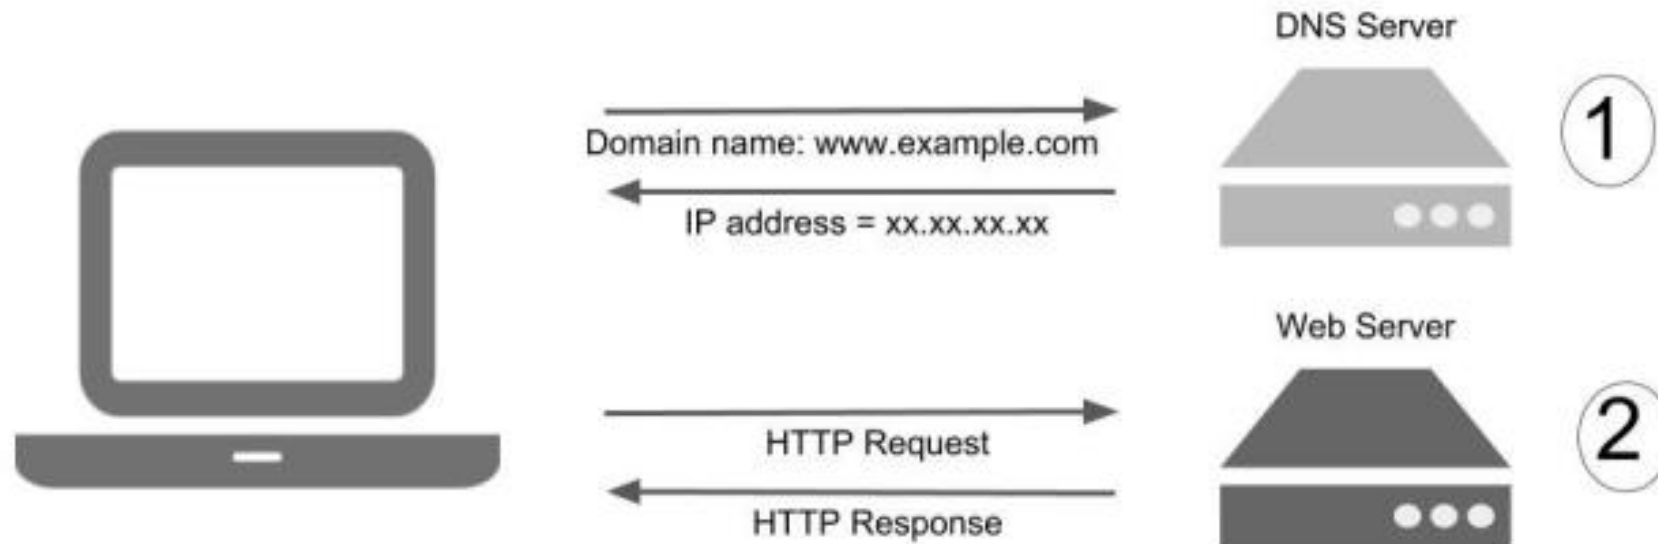 DNS Server
1
Domain name: www.example.com
IP address = xx.xx.xx.xx
Web Server
2
HTTP Request
HTTP Response